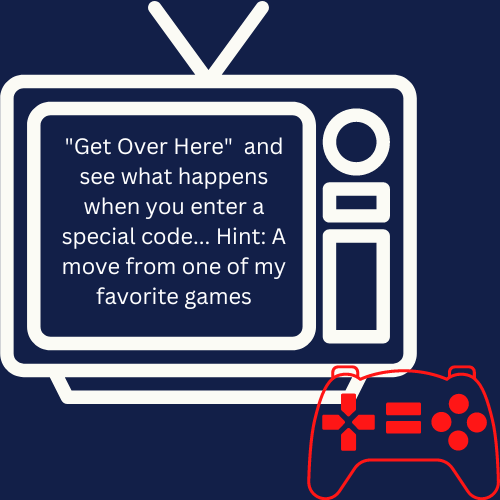 "Get Over Here"  and
see what happens
when you enter a
special code... Hint: A
move from one of my
favorite games